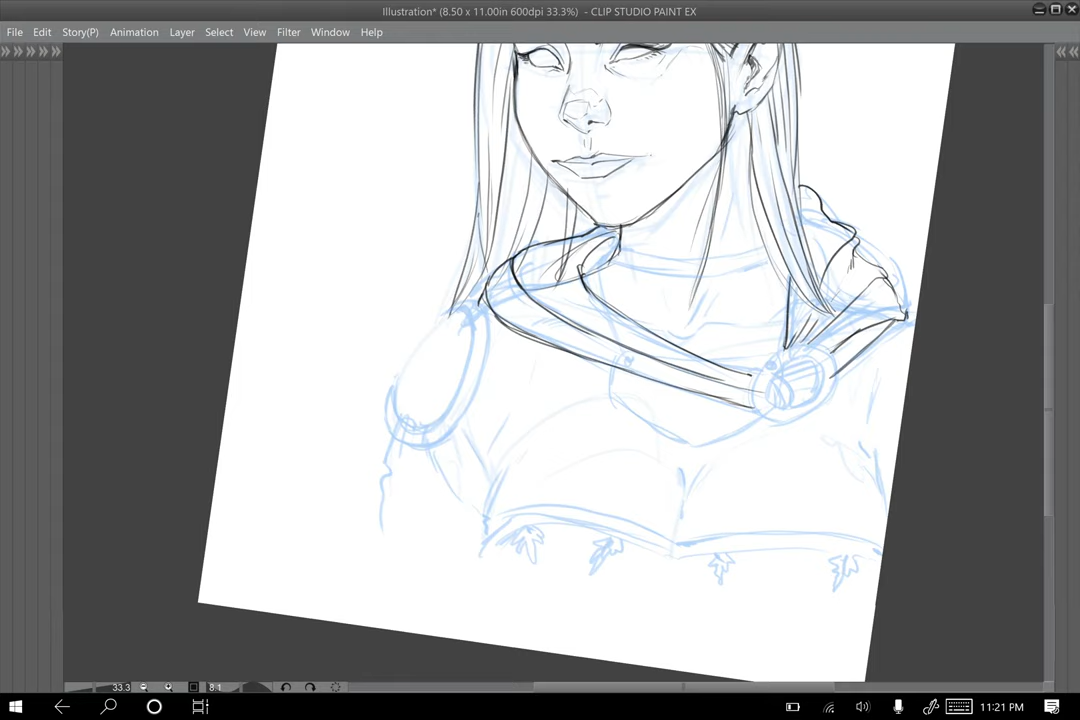 Illustration* (8.50 x 11.00in 600dpi 33.3%) - CLIP STUDIO PAINT EX
File Edit Story(P) Animation Layer Select View Filter Window Help
33.3 8.1
11:21 PM